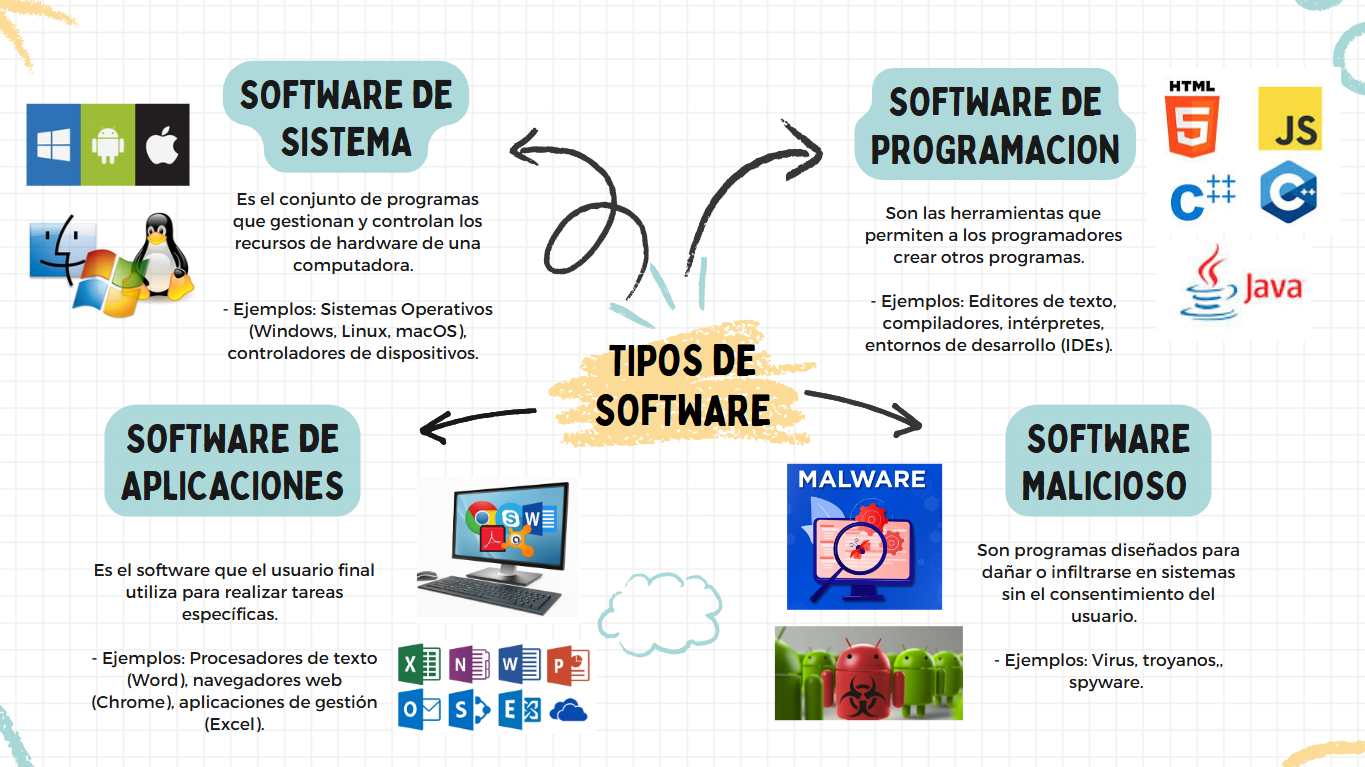 SOFTWARE DE
SISTEMA
Es el conjunto de programas
que gestionan y controlan los
recursos de hardware de una
computadora.
- Ejemplos: Sistemas Operativos
(Windows, Linux, macOS),
controladores de dispositivos.
SOFTWARE DE
PROGRAMACION
Son las herramientas que
permiten a los programadores
crear otros programas.
- Ejemplos: Editores de texto,
compiladores, intérpretes,
entornos de desarrollo (IDEs).
HTML
5
JS
C++
C++
Java
TIPOS DE
SOFTWARE
SOFTWARE DE
APLICACIONES
Es el software que el usuario final
utiliza para realizar tareas
específicas.
- Ejemplos: Procesadores de texto
(Word), navegadores web
(Chrome), aplicaciones de gestión
(Excel).
S W
a
X N W P
O S E X
MALWARE
SOFTWARE
MALICIOSO
Son programas diseñados para
dañar o infiltrarse en sistemas
sin el consentimiento del
usuario.
- Ejemplos: Virus, troyanos,,
spyware.